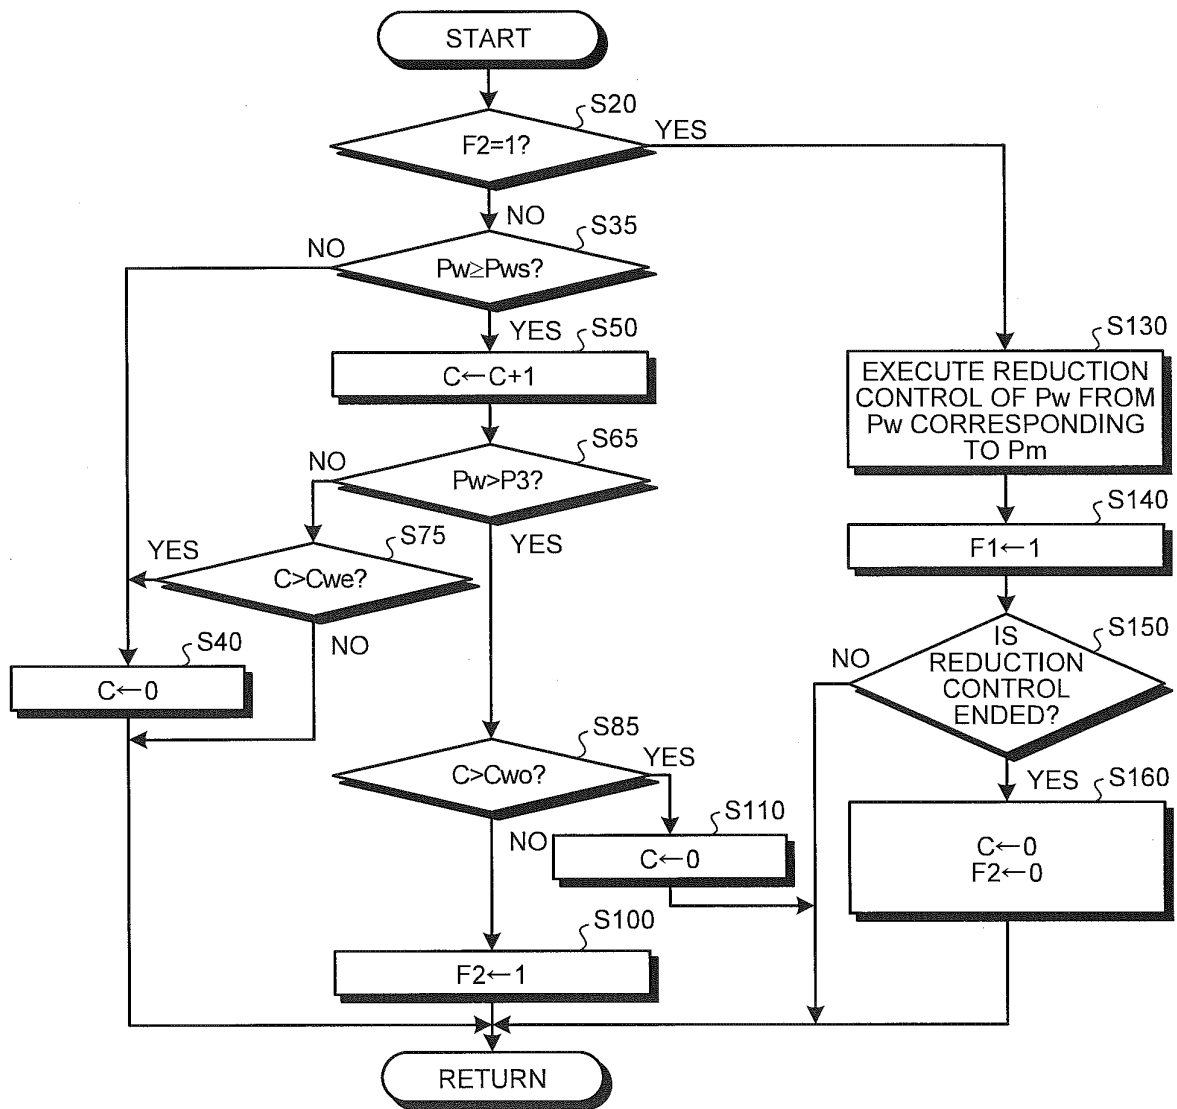 START
S20
F2=1?
YES
NO
S35
NO
Pw≥Pws?
YES
S50
C←C+1
S130
EXECUTE REDUCTION
CONTROL OF Pw FROM
Pw CORRESPONDING
TO Pm
S65
NO
Pw>P3?
YES
S75
YES
C>Cwe?
NO
S140
F1←1
S40
C←0
S150
NO
IS
REDUCTION
CONTROL
ENDED?
YES
S85
C>Cwo?
YES
NO
S110
C←0
S160
C←0
F2←0
S100
F2←1
RETURN